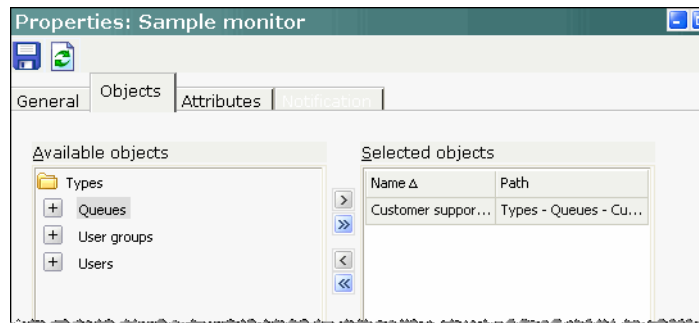 Properties: Sample monitor
General Objects Attributes Notification
Available objects
Types
Queues
User groups
Users
Selected objects
Name Path
Customer suppor... Types - Queues - Cu...